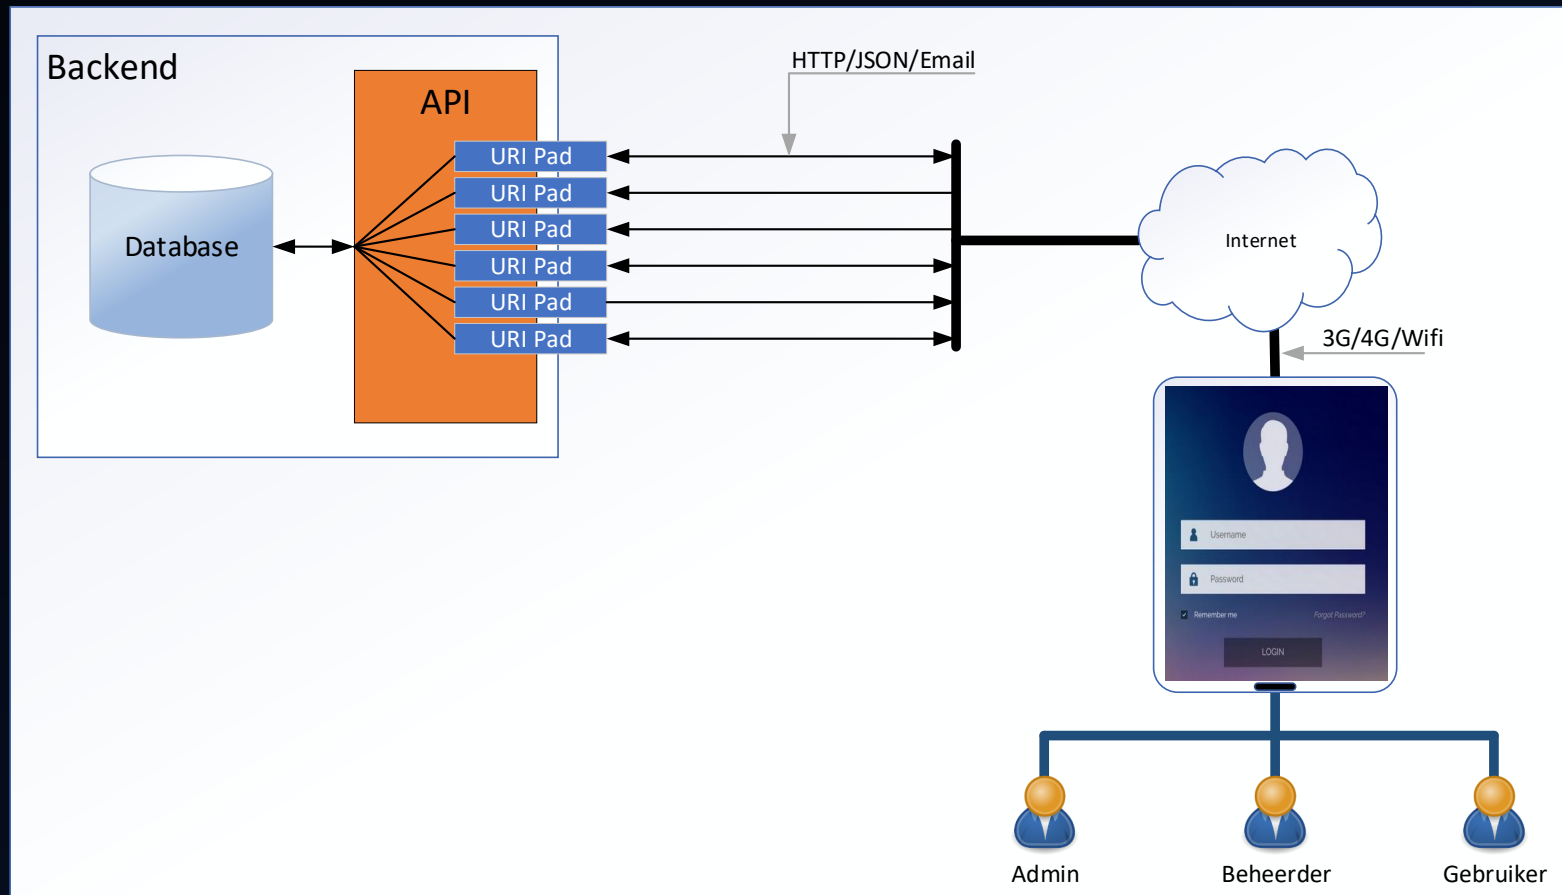 Backend
API
HTTP/JSON/Email
URI Pad
URI Pad
URI Pad
URI Pad
URI Pad
URI Pad
Database
Internet
3G/4G/Wifi
Username
Password
Remember me
Forgot Password?
LOGIN
Admin
Beheerder
Gebruiker